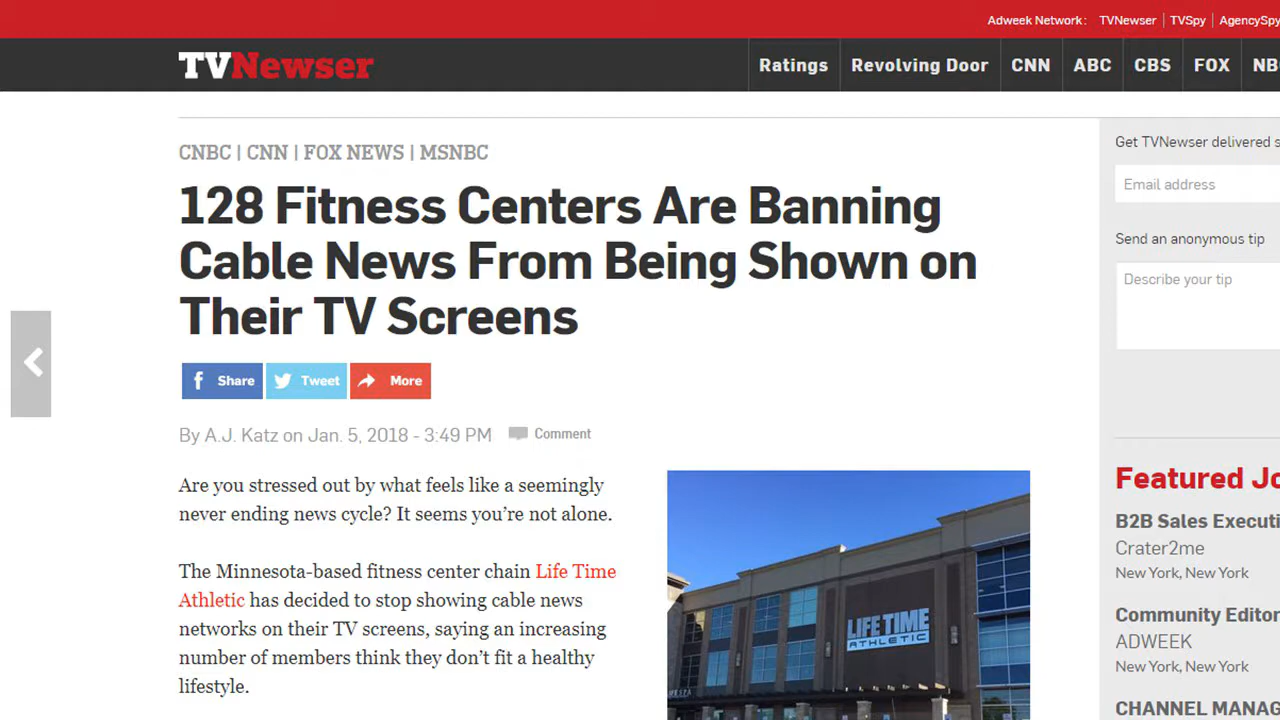 Adweek Network: TVNewser TVSpy AgencySpy
TVNewser
Ratings Revolving Door CNN ABC CBS FOX
CNBC | CNN | FOX NEWS | MSNBC
128 Fitness Centers Are Banning
Cable News From Being Shown on
Their TV Screens
Share Tweet More
By A.J. Katz on Jan. 5, 2018 - 3:49 PM Comment
Are you stressed out by what feels like a seemingly
never ending news cycle? It seems you’re not alone.
The Minnesota-based fitness center chain Life Time
Athletic has decided to stop showing cable news
networks on their TV screens, saying an increasing
number of members think they don’t fit a healthy
lifestyle.
LIFE TIME
ATHLETIC
Get TVNewser delivered
Email address
Send an anonymous tip
Describe your tip
Featured
B2B Sales
Crater2me
New York, New York
Community Editor
ADWEEK
New York, New York
CHANNEL